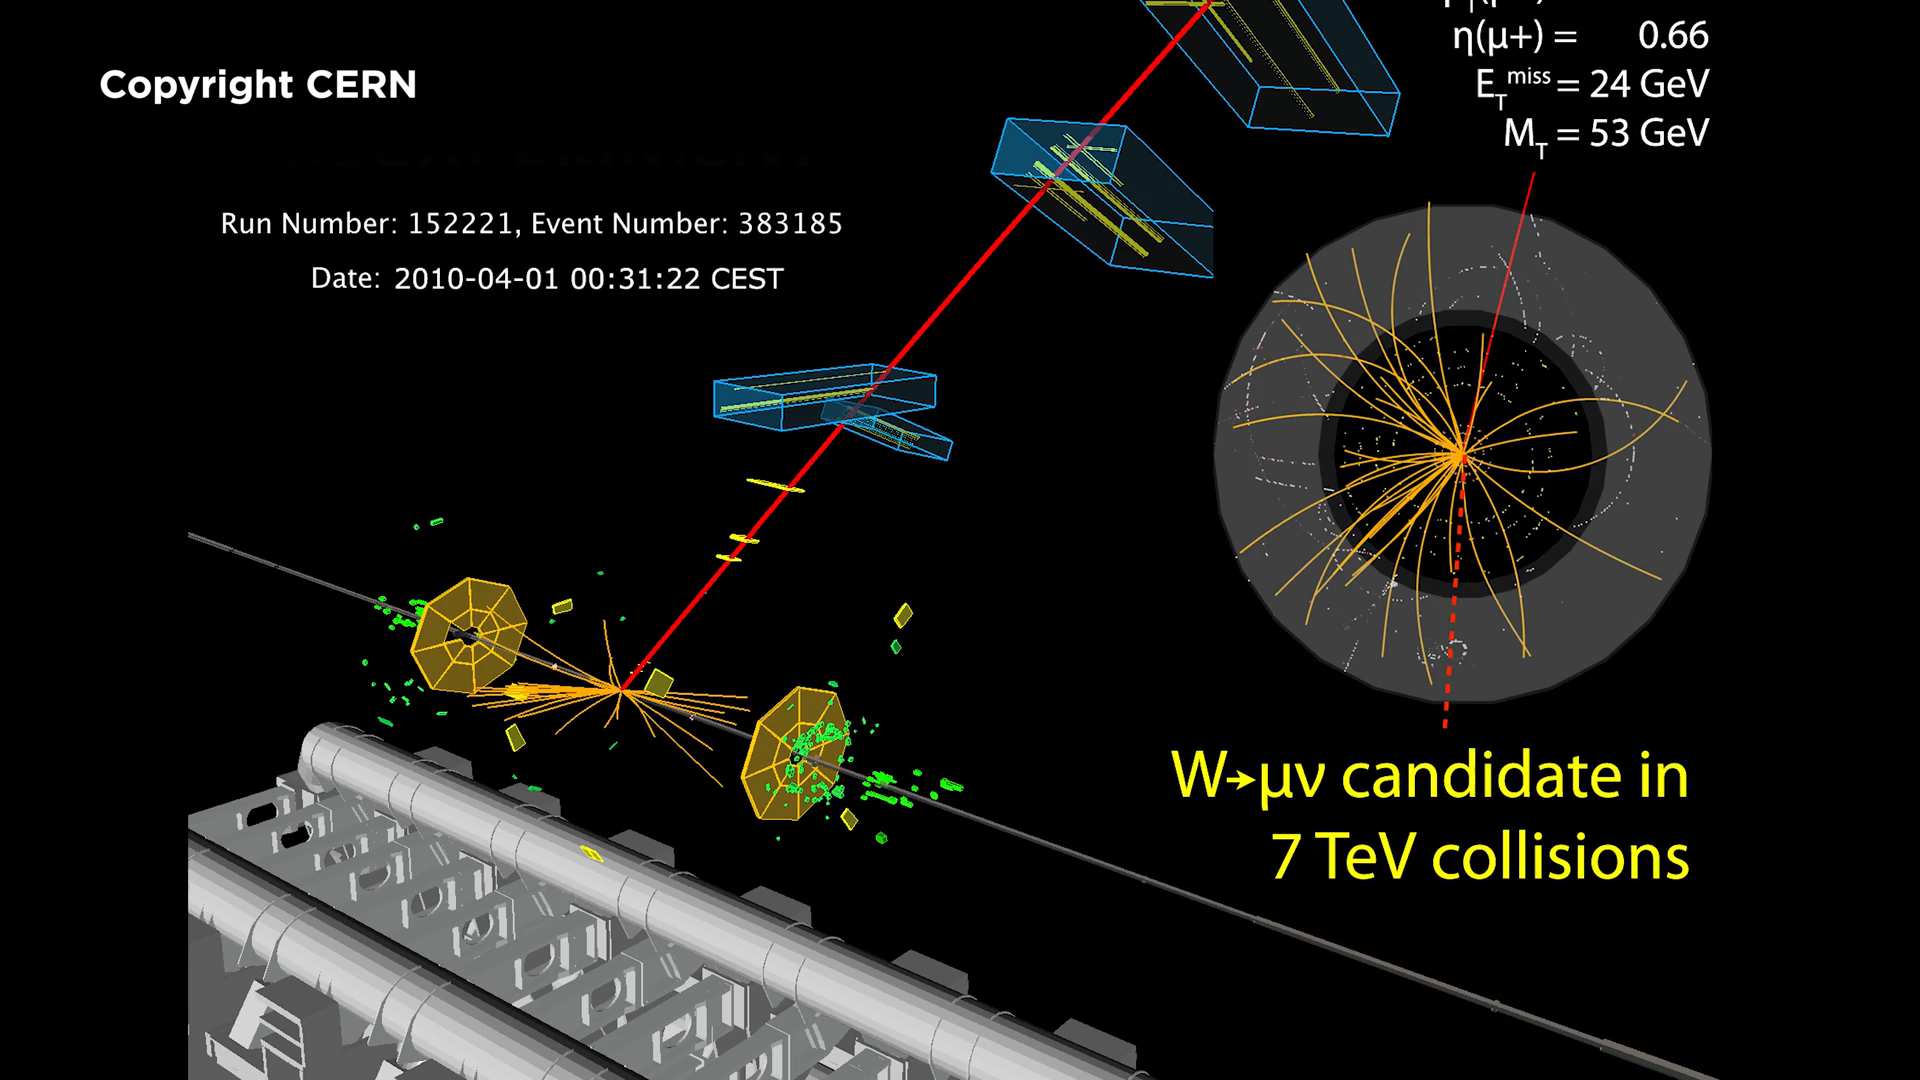 Copyright CERN
Run Number: 152221, Event Number: 383185
Date: 2010-04-01 00:31:22 CEST
η(μ+) = 0.66
E_T^miss = 24 GeV
M_T = 53 GeV
W→μν candidate in
7 TeV collisions